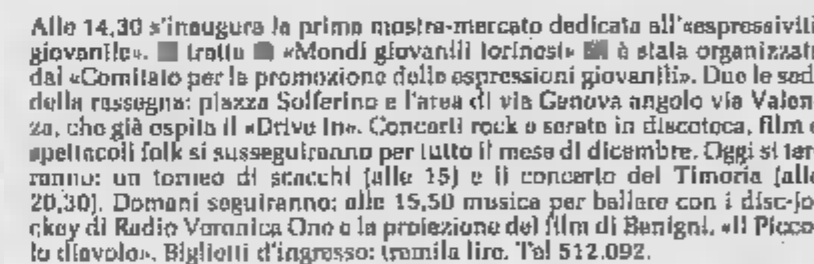 Alle 14,30 s'inaugura la prima mostra-mercato dedicata all'«espressività
giovanile». tratta «Mondi giovanili torinesi» è stata organizzata
dal «Comitato per la promozione delle espressioni giovanili». Due le sedi
della rassegna: piazza Solferino e l'area di via Genova angolo via Valen-
za, che già ospita il «Drive In». Concerti rock e serate in discoteca, film e
spettacoli folk si susseguiranno per tutto il mese di dicembre. Oggi si ter-
ranno: un torneo di scacchi (alle 15) e il concerto dei Timoria (alle
20,30). Domani seguiranno: alle 15,50 musica per ballare con i disc-jo-
ckey di Radio Veronica One e la proiezione del film di Benigni, «Il Picco-
lo diavolo». Biglietti d'ingresso: tremila lire. Tel 512.092.